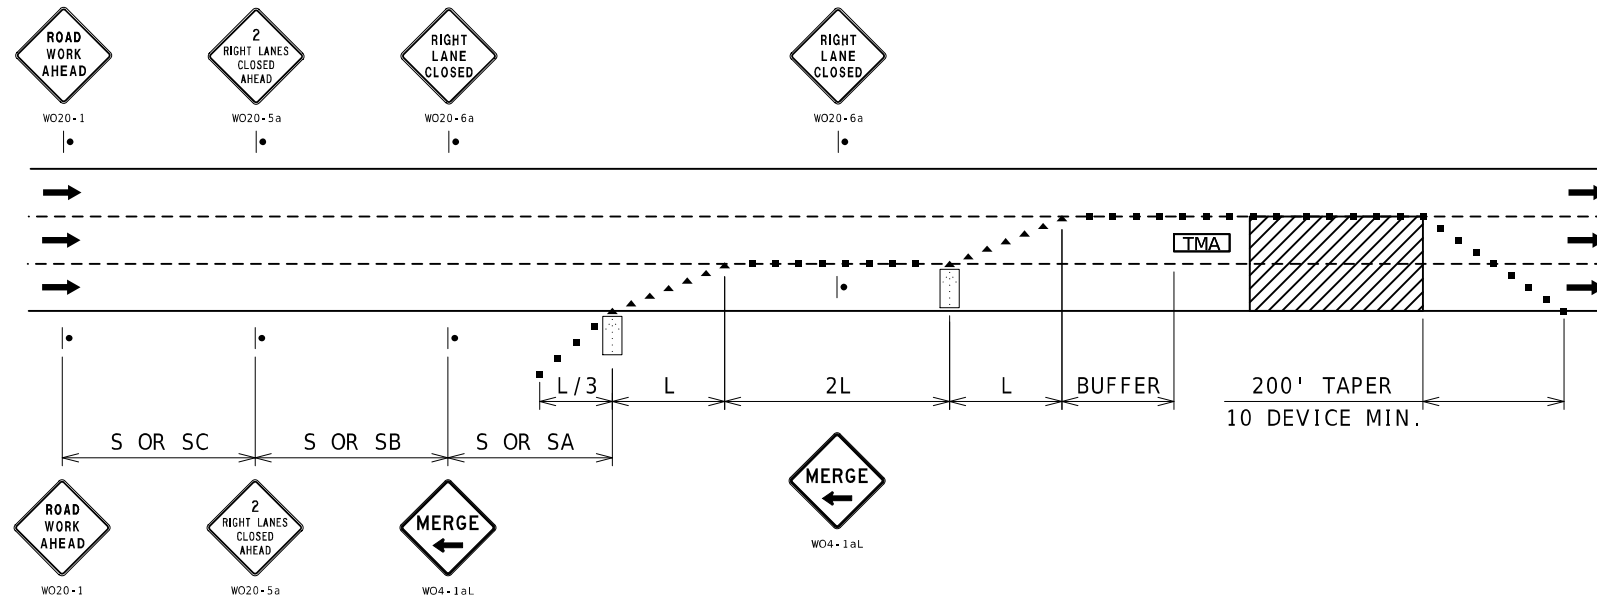 ROAD
WORK
AHEAD
WO20-1
2
RIGHT LANES
CLOSED
AHEAD
WO20-5a
RIGHT
LANE
CLOSED
WO20-6a
RIGHT
LANE
CLOSED
WO20-6a
TMA
L/3
L
2L
L
BUFFER
200' TAPER
10 DEVICE MIN.
S OR SC
S OR SB
S OR SA
ROAD
WORK
AHEAD
WO20-1
2
RIGHT LANES
CLOSED
AHEAD
WO20-5a
MERGE
WO4-1aL
MERGE
WO4-1aL